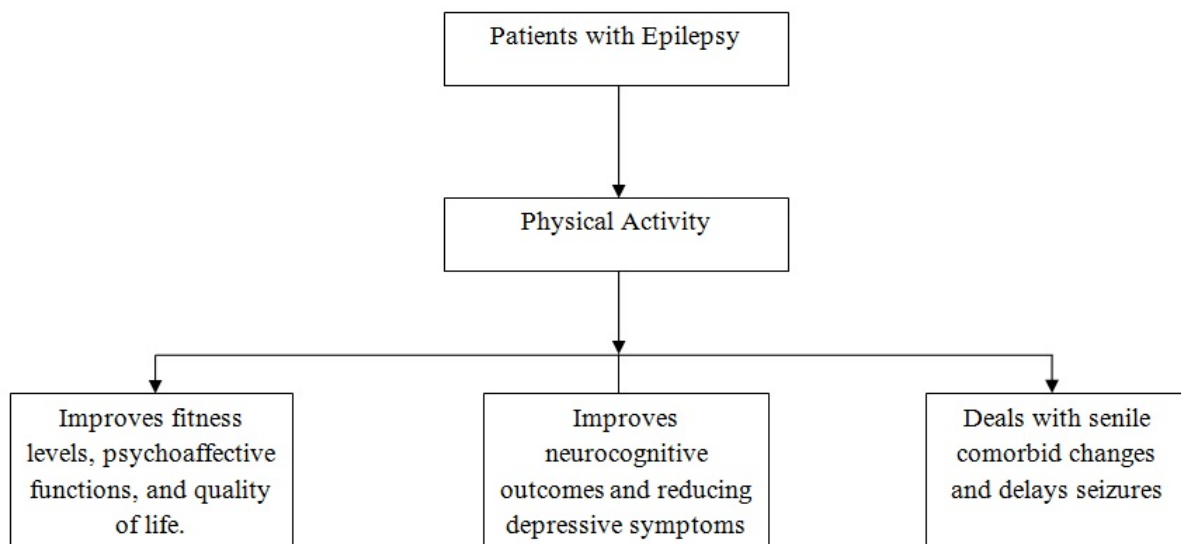 Patients with Epilepsy
Physical Activity
Improves fitness
levels, psychoaffective
functions, and quality
of life.
Improves
neurocognitive
outcomes and reducing
depressive symptoms
Deals with senile
comorbid changes
and delays seizures